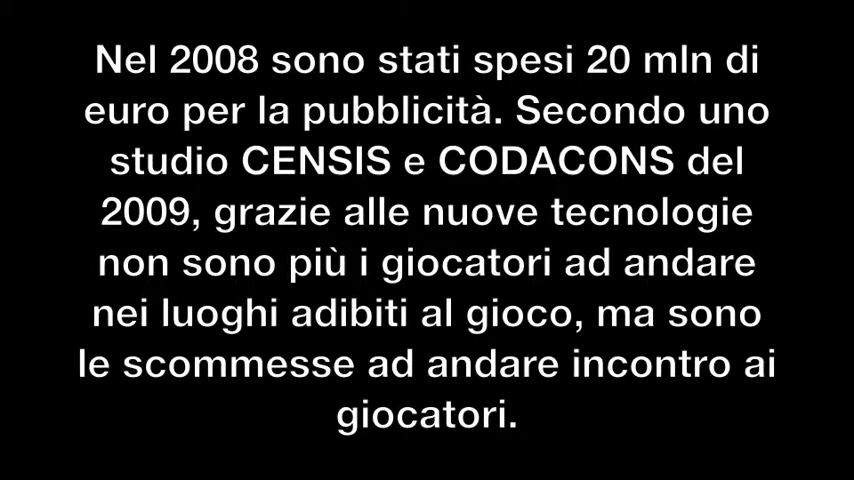 Nel 2008 sono stati spesi 20 mln di
euro per la pubblicità. Secondo uno
studio CENSIS e CODACONS del
2009, grazie alle nuove tecnologie
non sono più i giocatori ad andare
nei luoghi adibiti al gioco, ma sono
le scommesse ad andare incontro ai
giocatori.